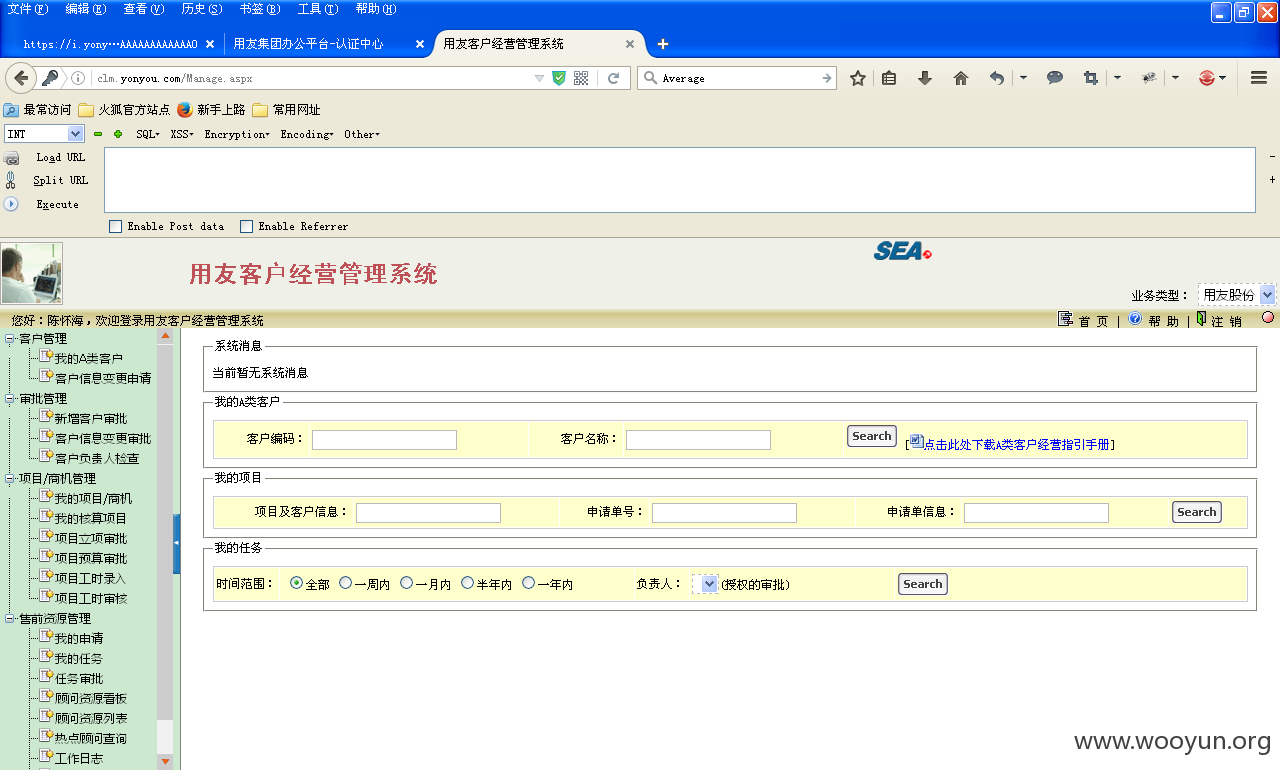 文件(F) 编辑(E) 查看(V) 历史(S) 书签(B) 工具(T) 帮助(H)
https://i.yony…AAAAAAAAAAAAO × 用友集团办公平台-认证中心 × 用友客户经营管理系统 × +
clm.yonyou.com/Manage.aspx Average
最常访问 火狐官方站点 新手上路 常用网址
INT SQL▾ XSS▾ Encryption▾ Encoding▾ Other▾
Load URL
Split URL
Execute
Enable Post data Enable Referrer
SEA
用友客户经营管理系统
业务类型： 用友股份
您好：陈怀海，欢迎登录用友客户经营管理系统 首 页 | 帮 助 | 注 销
客户管理
我的A类客户
客户信息变更申请
审批管理
新增客户审批
客户信息变更审批
客户负责人检查
项目/商机管理
我的项目/商机
我的核算项目
项目立项审批
项目预算审批
项目工时录入
项目工时审核
售前资源管理
我的申请
我的任务
任务审批
顾问资源看板
顾问资源列表
热点顾问查询
工作日志
系统消息
当前暂无系统消息
我的A类客户
客户编码： 客户名称： Search [点击此处下载A类客户经营指引手册]
我的项目
项目及客户信息： 申请单号： 申请单信息： Search
我的任务
时间范围： 全部 一周内 一月内 半年内 一年内 负责人： (授权的审批) Search
www.wooyun.org